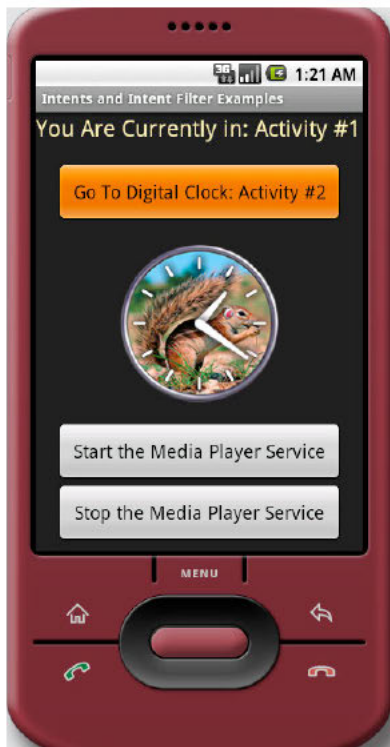 3G
1:21 AM
Intents and Intent Filter Examples
You Are Currently in: Activity #1
Go To Digital Clock: Activity #2
Start the Media Player Service
Stop the Media Player Service
MENU